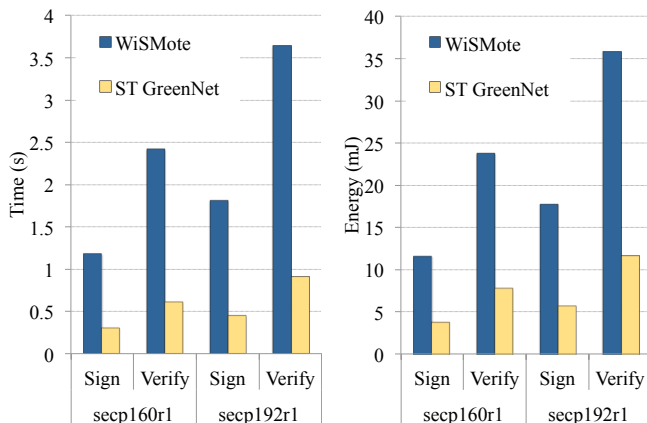 4
3.5
3
2.5
2
1.5
1
0.5
0
Time (s)
WiSMote
ST GreenNet
Sign Verify Sign Verify
secp160r1 secp192r1
40
35
30
25
20
15
10
5
0
Energy (mJ)
WiSMote
ST GreenNet
Sign Verify Sign Verify
secp160r1 secp192r1